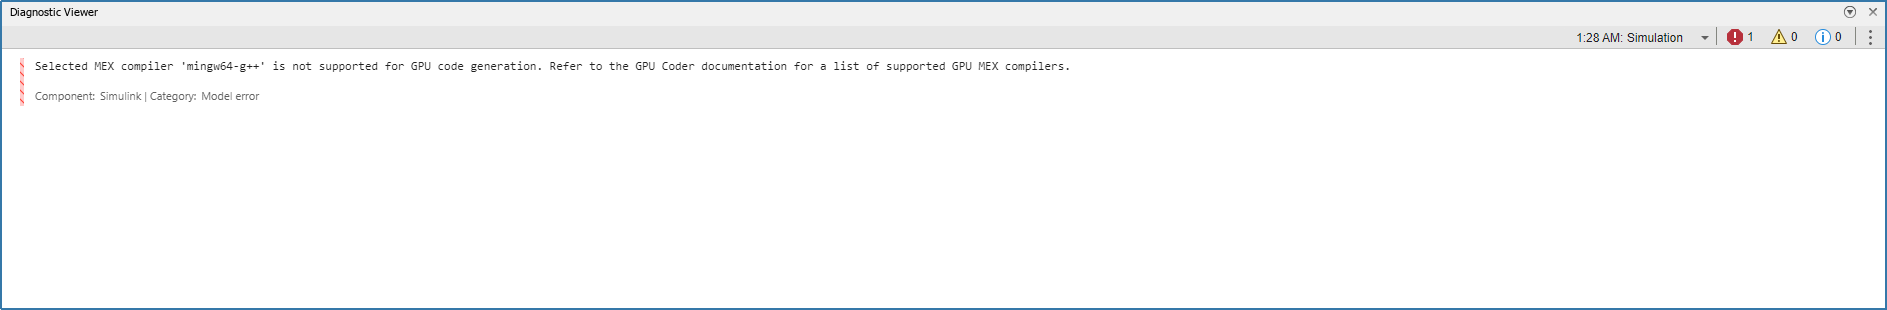 Diagnostic Viewer
1:28 AM: Simulation 1 0 0
Selected MEX compiler 'mingw64-g++' is not supported for GPU code generation. Refer to the GPU Coder documentation for a list of supported GPU MEX compilers.
Component: Simulink | Category: Model error